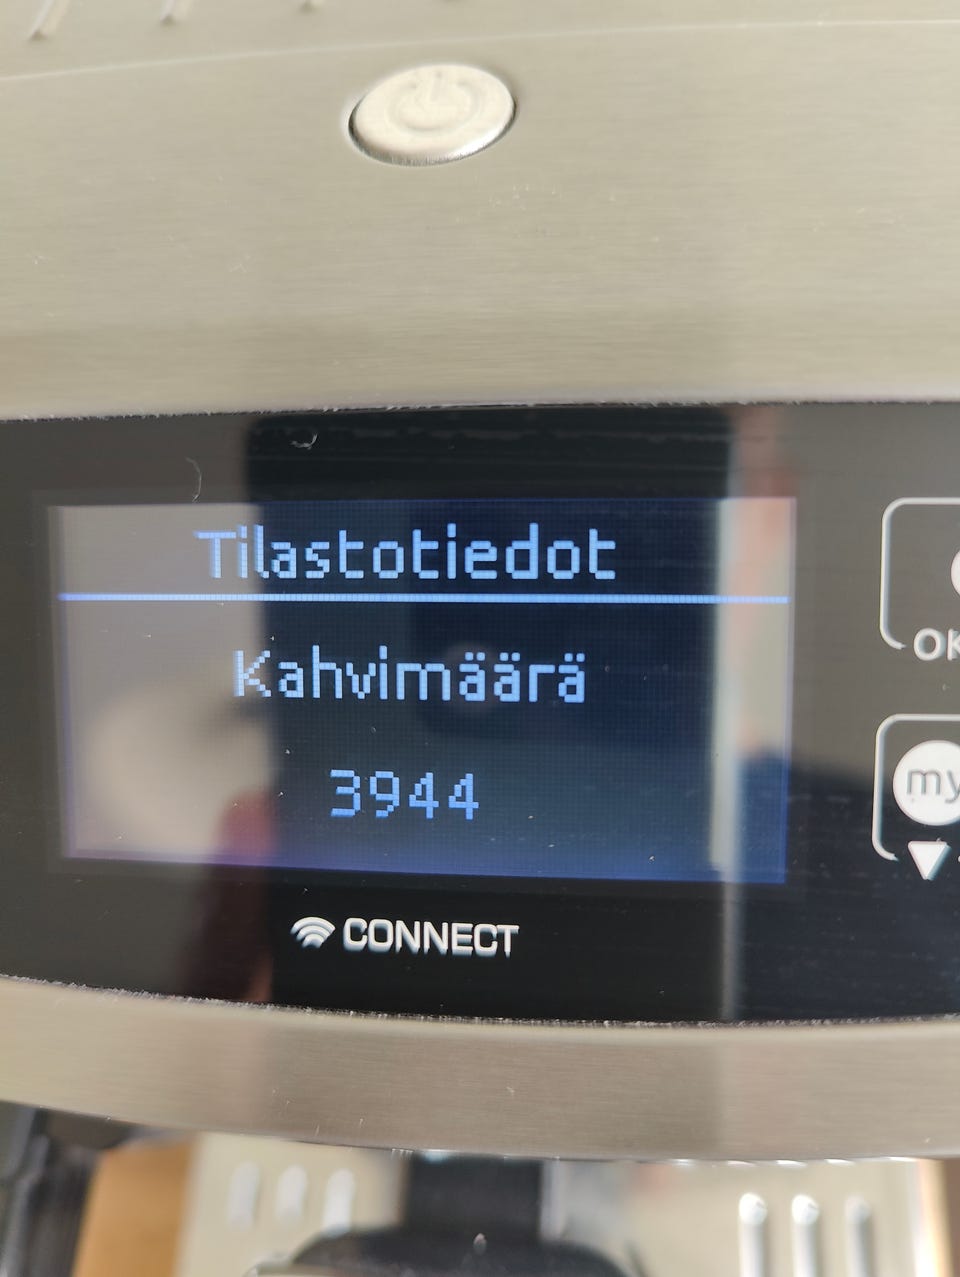 Tilastotiedot
Kahvimäärä
3944
CONNECT
OK
my